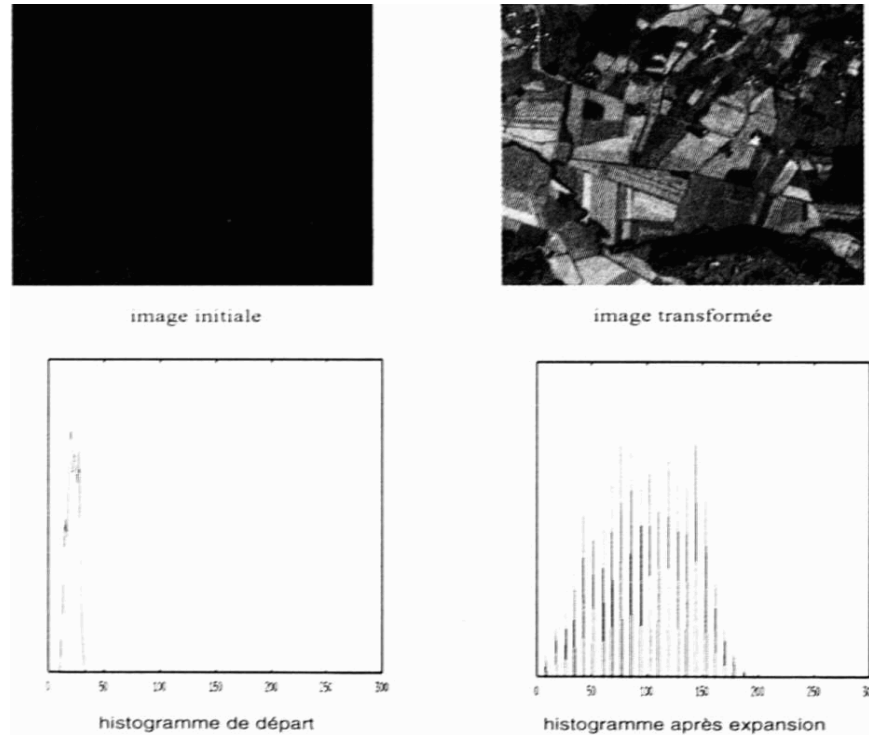 image initiale
image transformée
0 50 100 150 200 250 300
0 50 100 150 200 250 300
histogramme de départ
histogramme après expansion